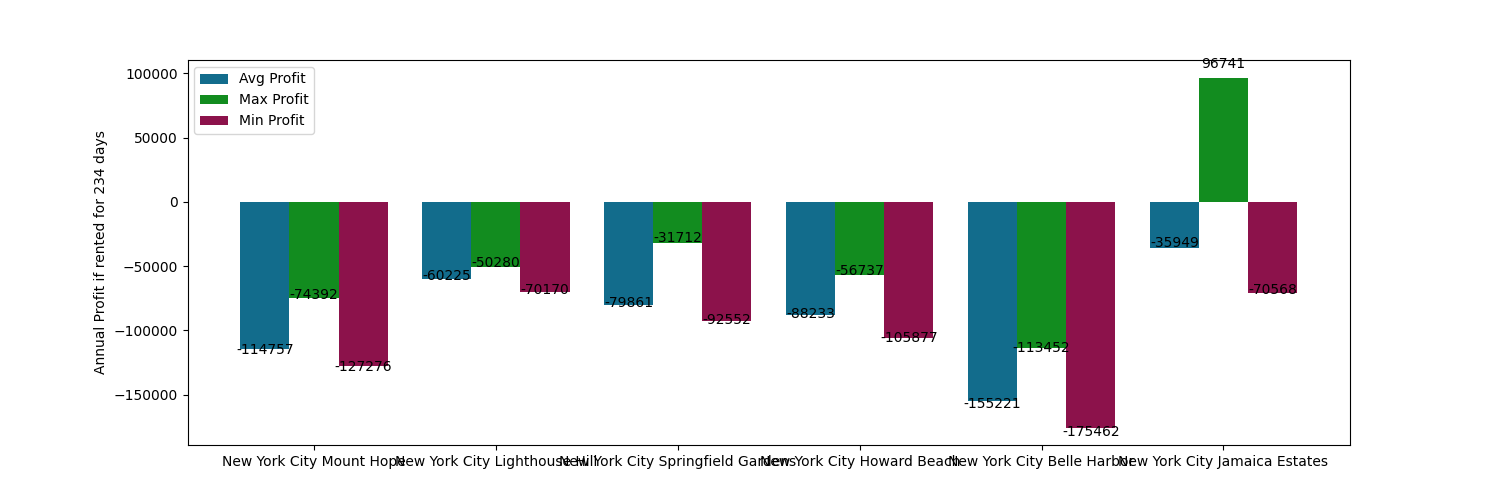 Avg Profit
Max Profit
Min Profit
Annual Profit if rented for 234 days
100000
50000
0
−50000
−100000
−150000
96741
-35949
-70568
-114757
-74392
-127276
-60225
-50280
-70170
-79861
-31712
-92552
-88233
-56737
-105877
-155221
-113452
-175462
New York City Mount Hope
New York City Lighthouse Hill
New York City Springfield Gardens
New York City Howard Beach
New York City Belle Harbor
New York City Jamaica Estates